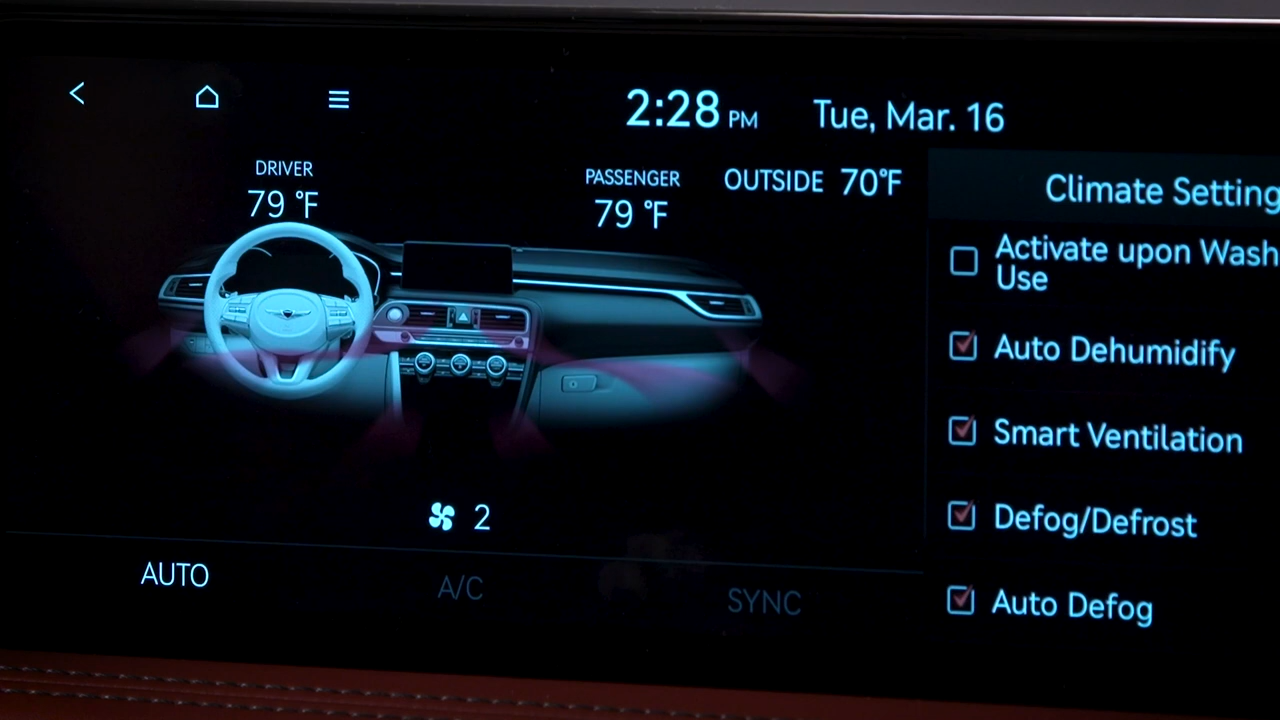 2:28 PM Tue, Mar. 16
DRIVER
79 °F
PASSENGER
79 °F
OUTSIDE 70°F
Climate Setting
Activate upon Wash
Use
Auto Dehumidify
Smart Ventilation
Defog/Defrost
Auto Defog
2
AUTO
A/C
SYNC